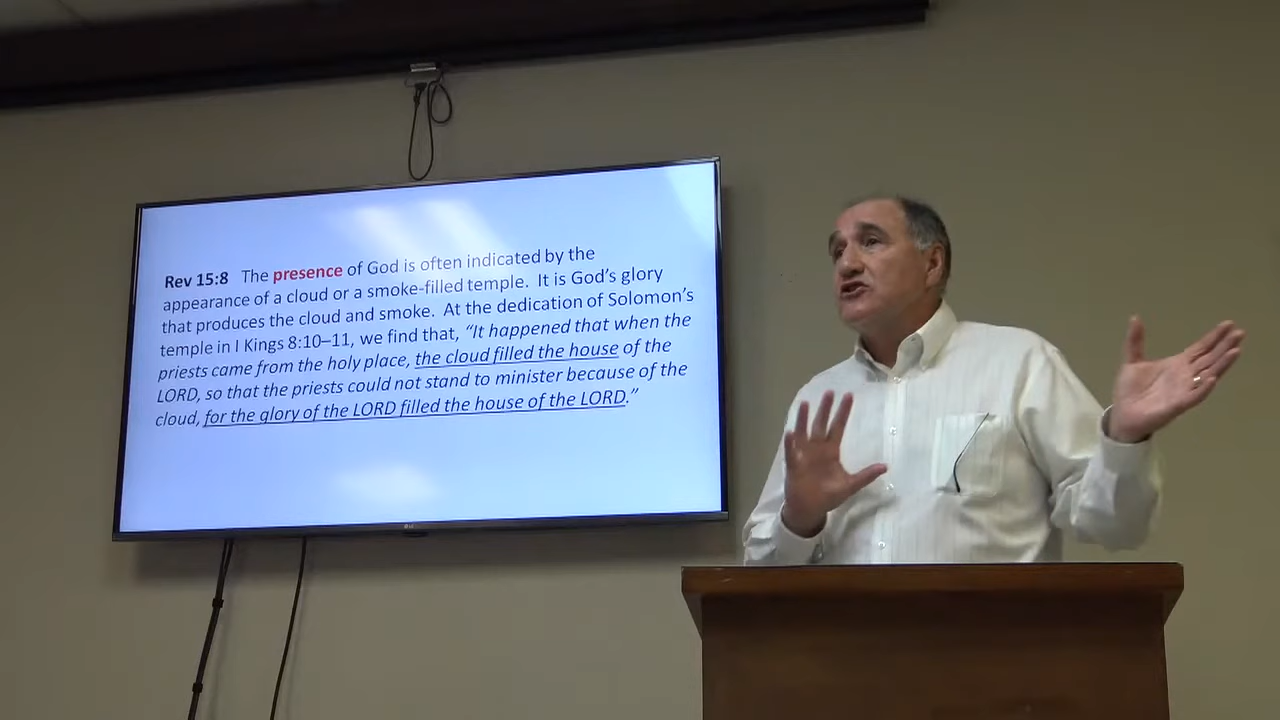 Rev 15:8 The presence of God is often indicated by the
appearance of a cloud or a smoke-filled temple. It is God's glory
that produces the cloud and smoke. At the dedication of Solomon's
temple in I Kings 8:10–11, we find that, “It happened that when the
priests came from the holy place, the cloud filled the house of the
LORD, so that the priests could not stand to minister because of the
cloud, for the glory of the LORD filled the house of the LORD.”
LG